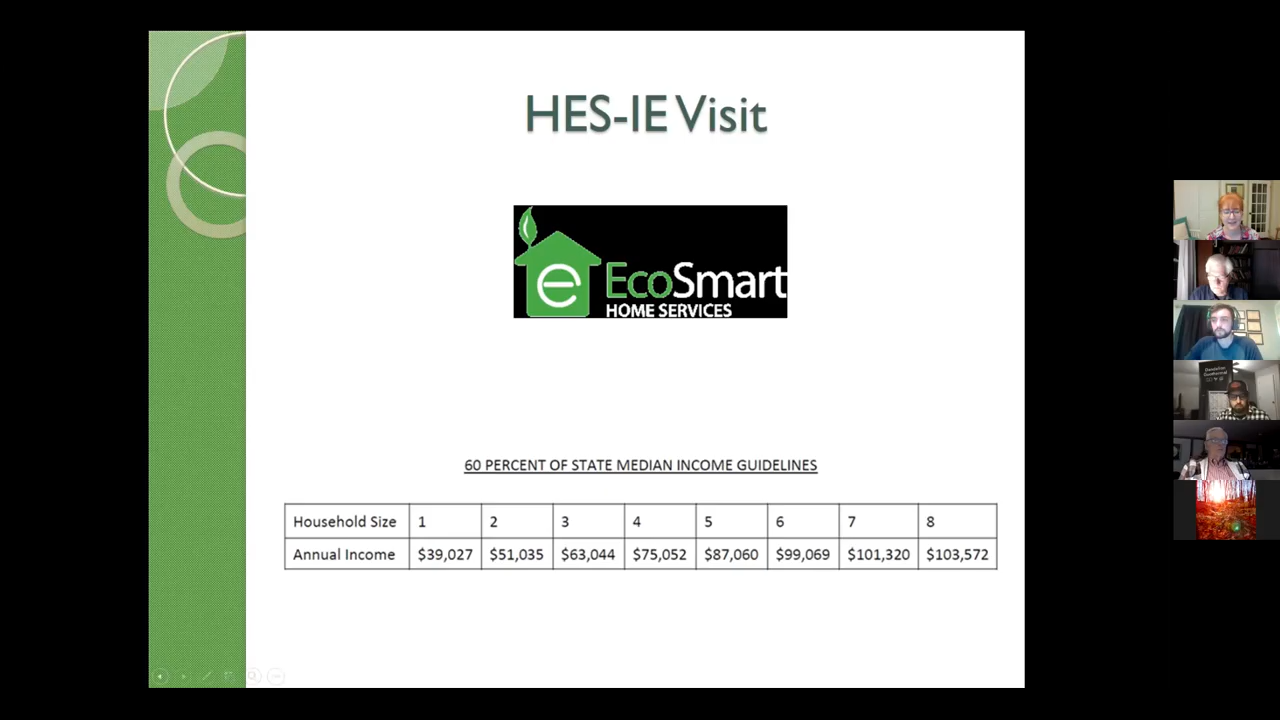 HES-IE Visit
e EcoSmart
HOME SERVICES
60 PERCENT OF STATE MEDIAN INCOME GUIDELINES
Household Size 1 2 3 4 5 6 7 8
Annual Income $39,027 $51,035 $63,044 $75,052 $87,060 $99,069 $101,320 $103,572
Dandelion
Geothermal